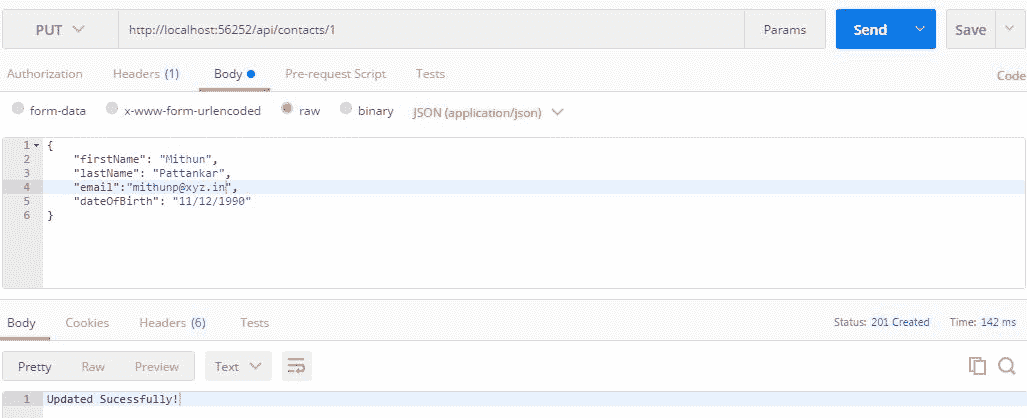 PUT http://localhost:56252/api/contacts/1 Params Send Save
Authorization Headers (1) Body Pre-request Script Tests Code
form-data x-www-form-urlencoded raw binary JSON (application/json)
1 {
2 "firstName": "Mithun",
3 "lastName": "Pattankar",
4 "email":"mithunp@xyz.in",
5 "dateOfBirth": "11/12/1990"
6 }
Body Cookies Headers (6) Tests Status: 201 Created Time: 142 ms
Pretty Raw Preview Text
1 Updated Sucessfully!